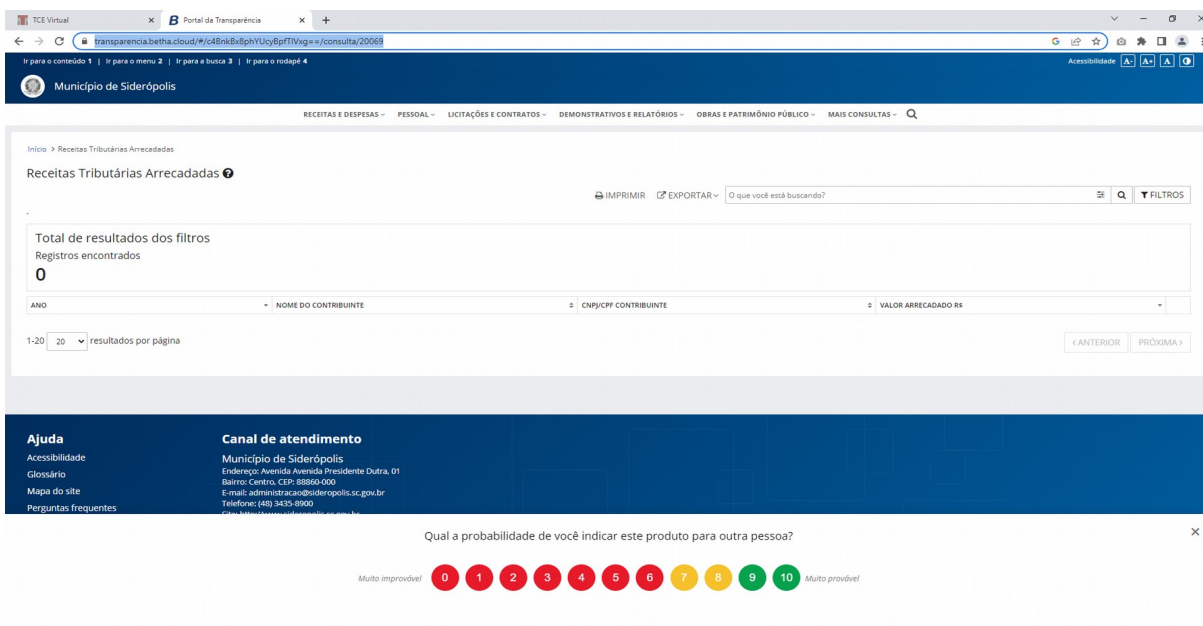 TCE Virtual
Portal da Transparência
transparencia.betha.cloud/#/c4BnkBx8phYUcyBpfTIVxg==/consulta/20069
Ir para o conteúdo 1 | Ir para o menu 2 | Ir para a busca 3 | Ir para o rodapé 4
Acessibilidade A- A+ A
Município de Siderópolis
RECEITAS E DESPESAS PESSOAL LICITAÇÕES E CONTRATOS DEMONSTRATIVOS E RELATÓRIOS OBRAS E PATRIMÔNIO PÚBLICO MAIS CONSULTAS
Início > Receitas Tributárias Arrecadadas
Receitas Tributárias Arrecadadas
IMPRIMIR EXPORTAR O que você está buscando? FILTROS
-
Total de resultados dos filtros
Registros encontrados
0
ANO NOME DO CONTRIBUINTE CNPJ/CPF CONTRIBUINTE VALOR ARRECADADO R$
1-20 20 resultados por página
< ANTERIOR PRÓXIMA >
Ajuda
Acessibilidade
Glossário
Mapa do site
Perguntas frequentes
Canal de atendimento
Município de Siderópolis
Endereço: Avenida Avenida Presidente Dutra, 01
Bairro: Centro, CEP: 88860-000
E-mail: administracao@sideropolis.sc.gov.br
Telefone: (48) 3435-8900
Qual a probabilidade de você indicar este produto para outra pessoa?
Muito improvável 0 1 2 3 4 5 6 7 8 9 10 Muito provável